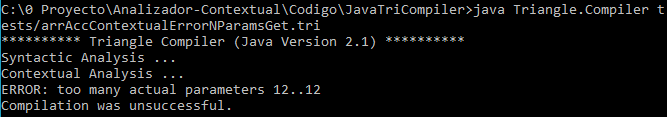 C:\0 Proyecto\Analizador-Contextual\Codigo\JavaTriCompiler>java Triangle.Compiler t
ests/arrAccContextualErrorNParamsGet.tri
********** Triangle Compiler (Java Version 2.1) **********
Syntactic Analysis ...
Contextual Analysis ...
ERROR: too many actual parameters 12..12
Compilation was unsuccessful.